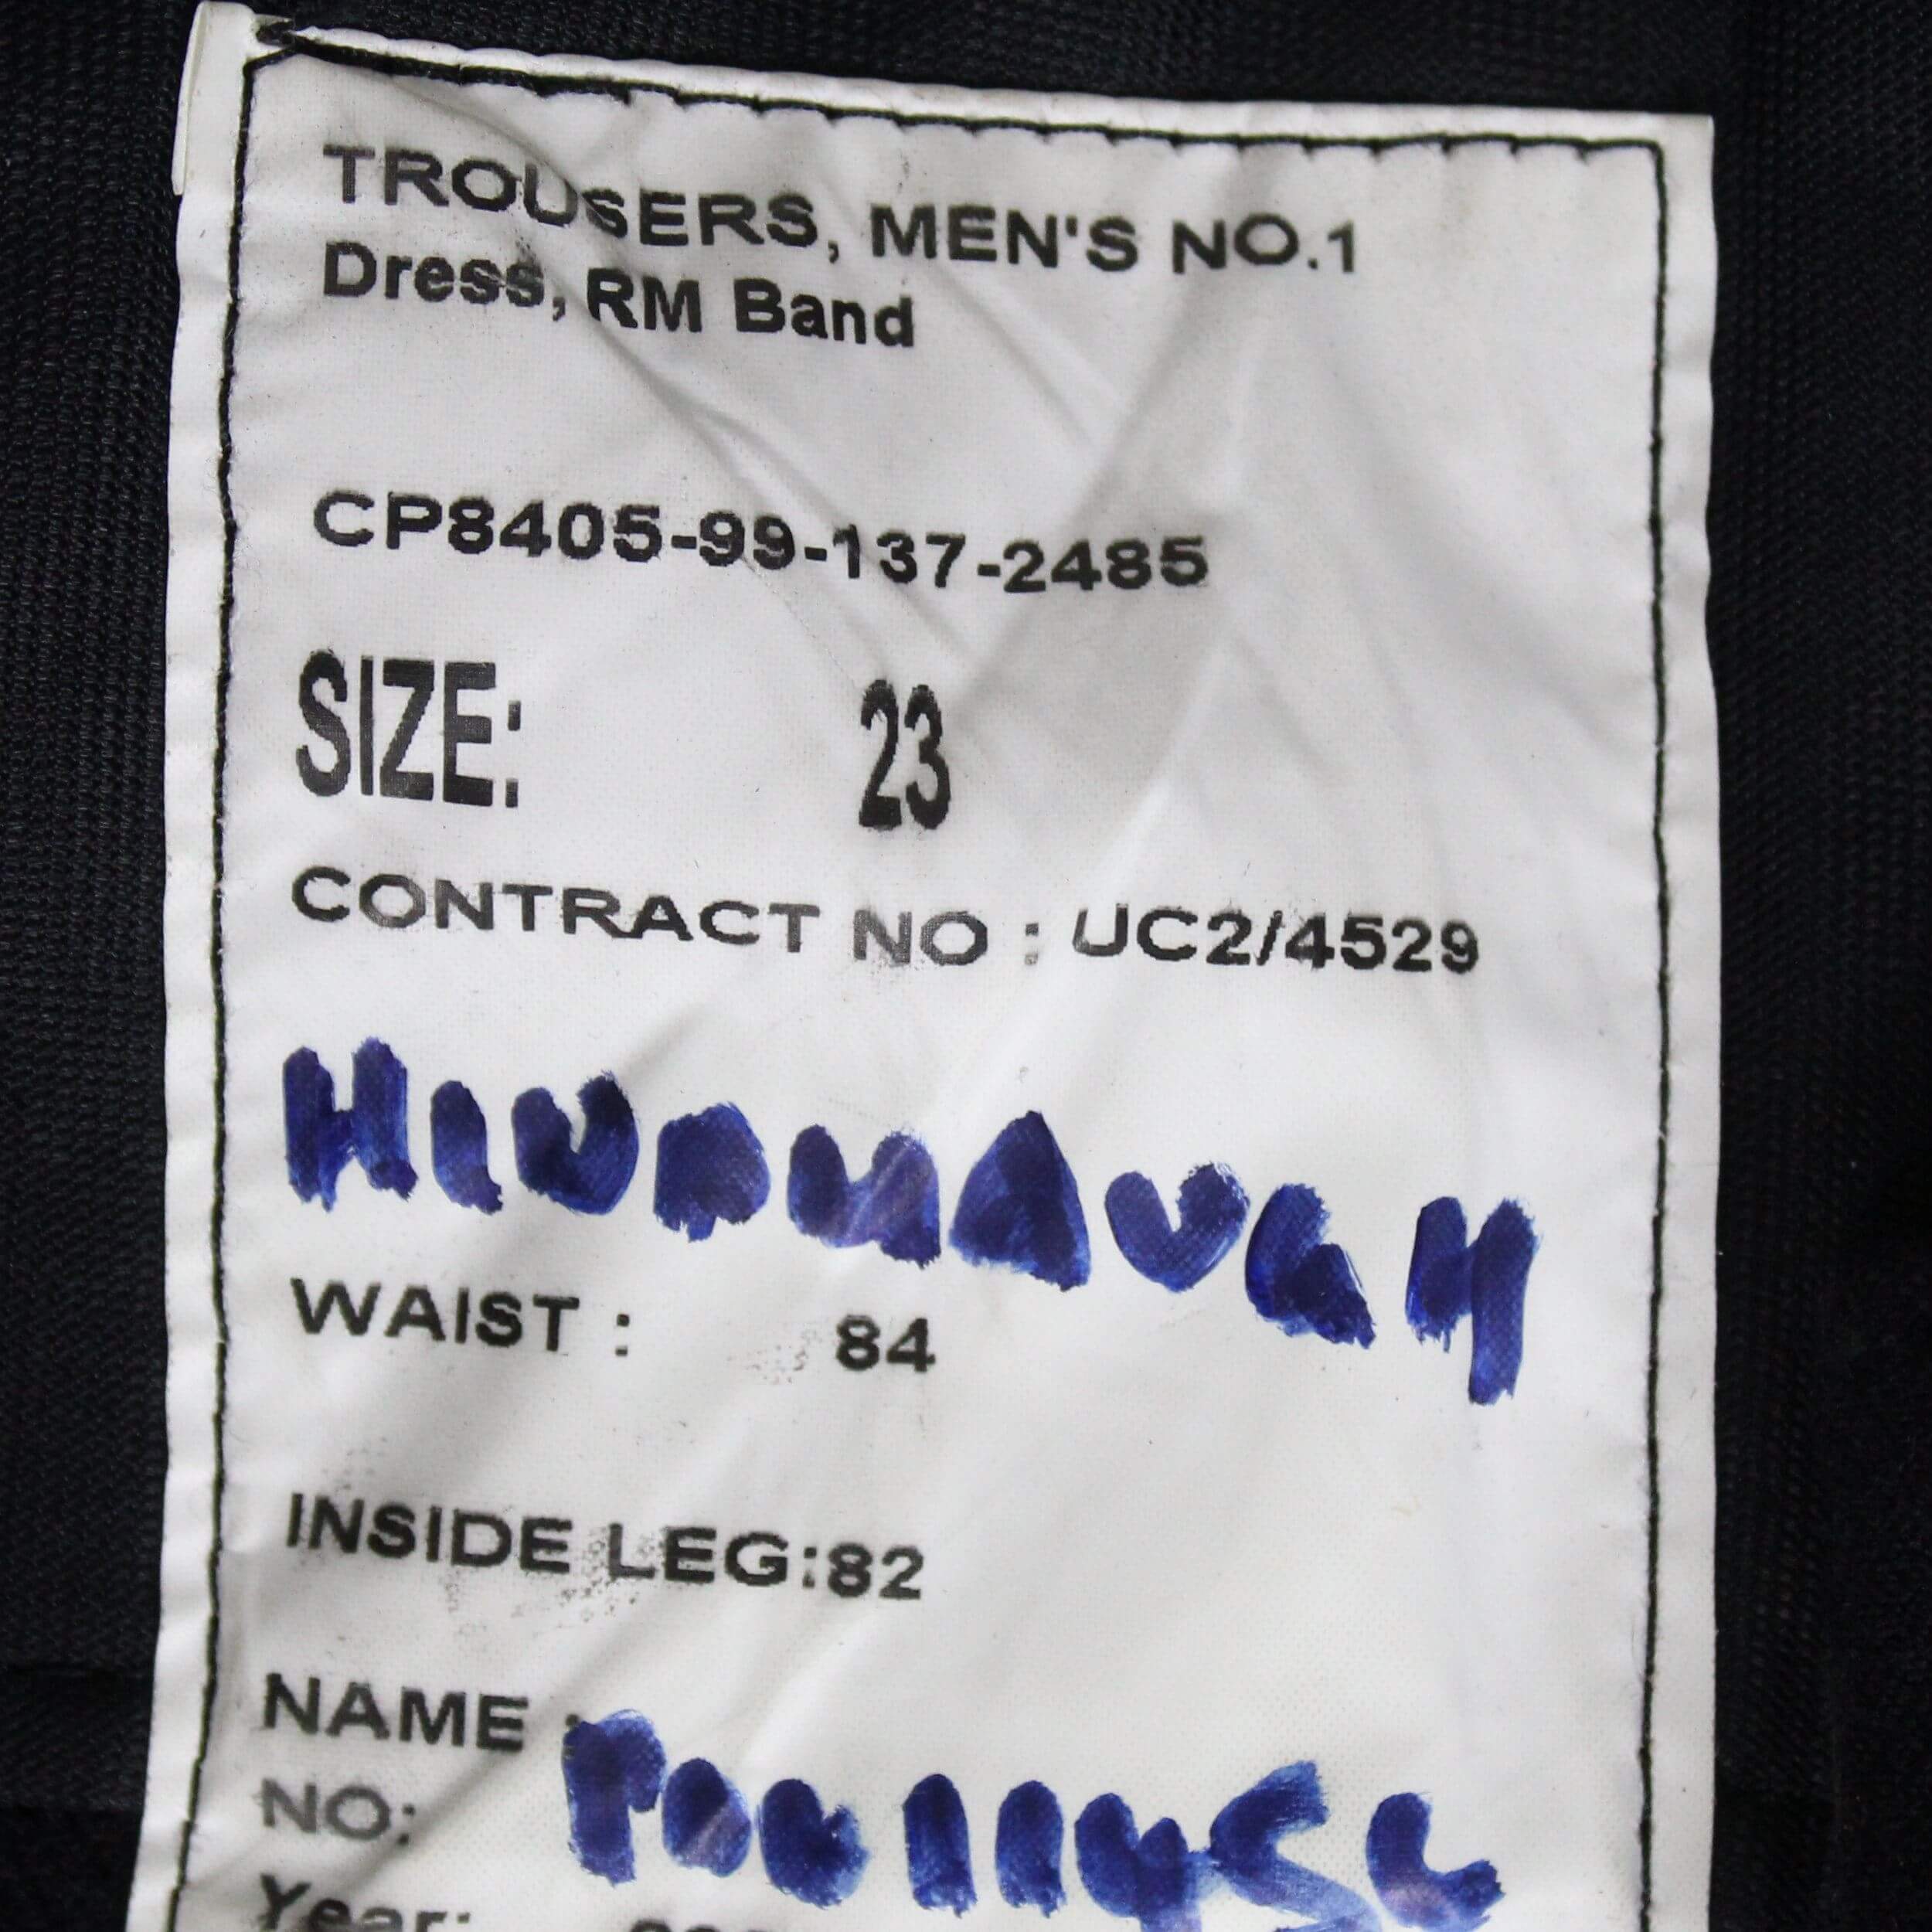 TROUSERS, MEN'S NO.1
Dress, RM Band
CP8405-99-137-2485
SIZE: 23
CONTRACT NO : UC2/4529
WAIST : 84
INSIDE LEG:82
NAME :
NO:
Year: